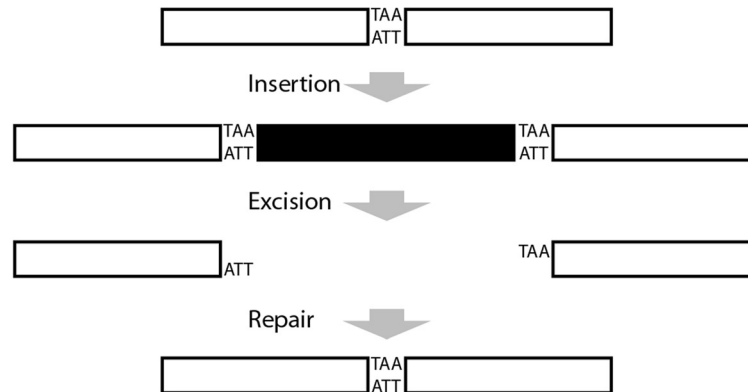 TAA
ATT
Insertion
TAA TAA
ATT ATT
Excision
TAA
ATT
Repair
TAA
ATT